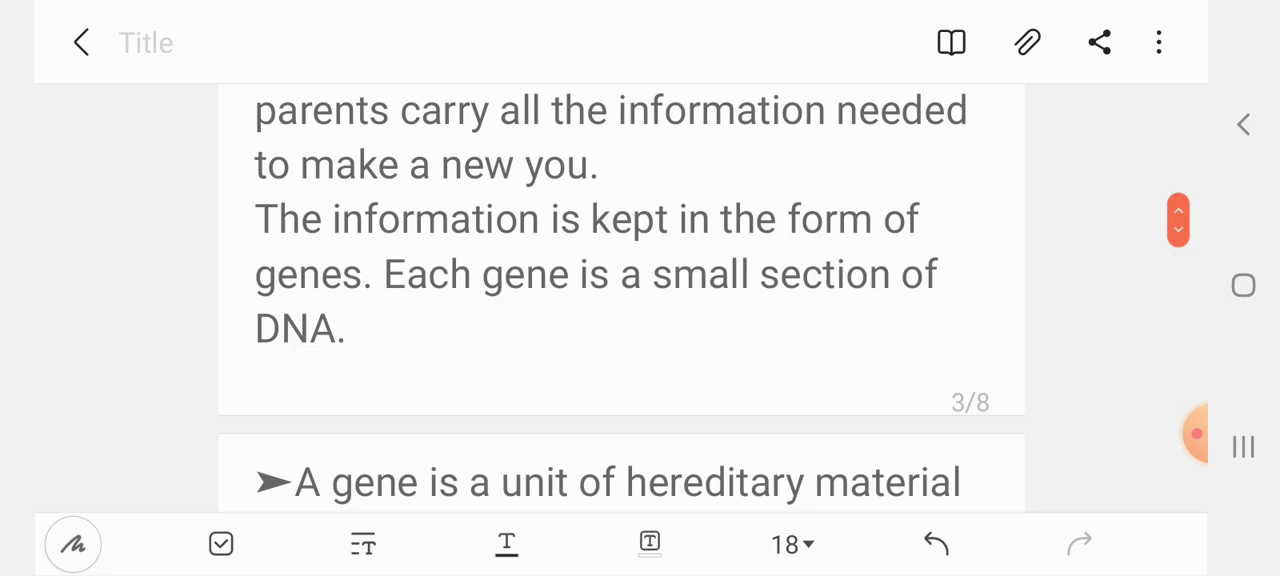 Title
parents carry all the information needed
to make a new you.
The information is kept in the form of
genes. Each gene is a small section of
DNA.
3/8
➤A gene is a unit of hereditary material
18